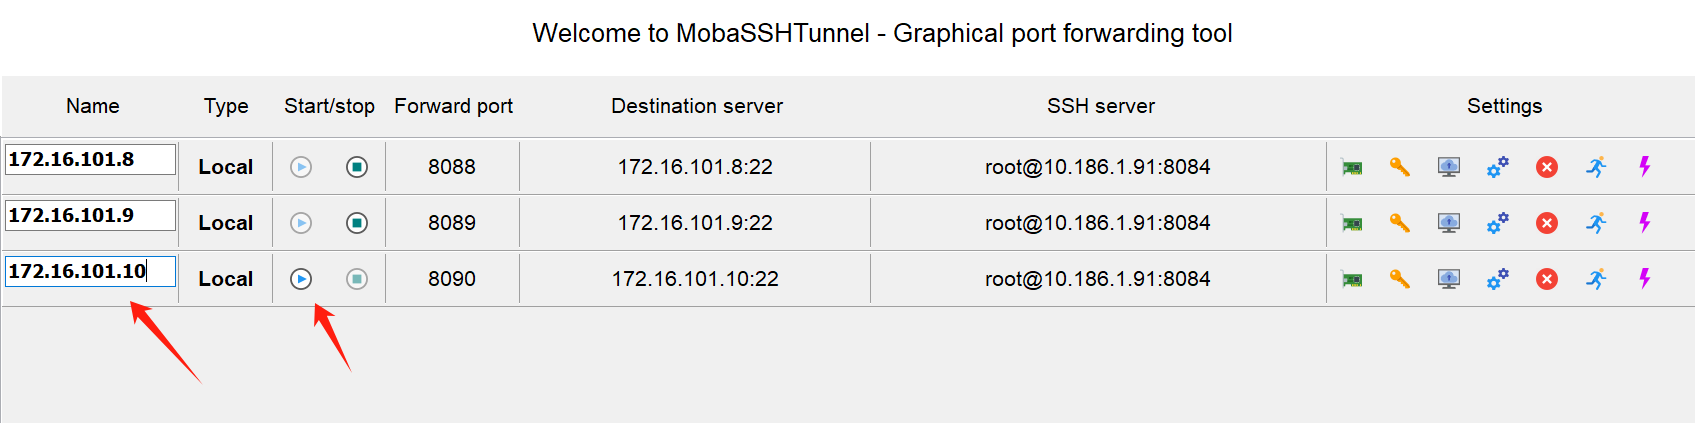 Welcome to MobaSSHTunnel - Graphical port forwarding tool
Name Type Start/stop Forward port Destination server SSH server Settings
172.16.101.8 Local 8088 172.16.101.8:22 root@10.186.1.91:8084
172.16.101.9 Local 8089 172.16.101.9:22 root@10.186.1.91:8084
172.16.101.10 Local 8090 172.16.101.10:22 root@10.186.1.91:8084